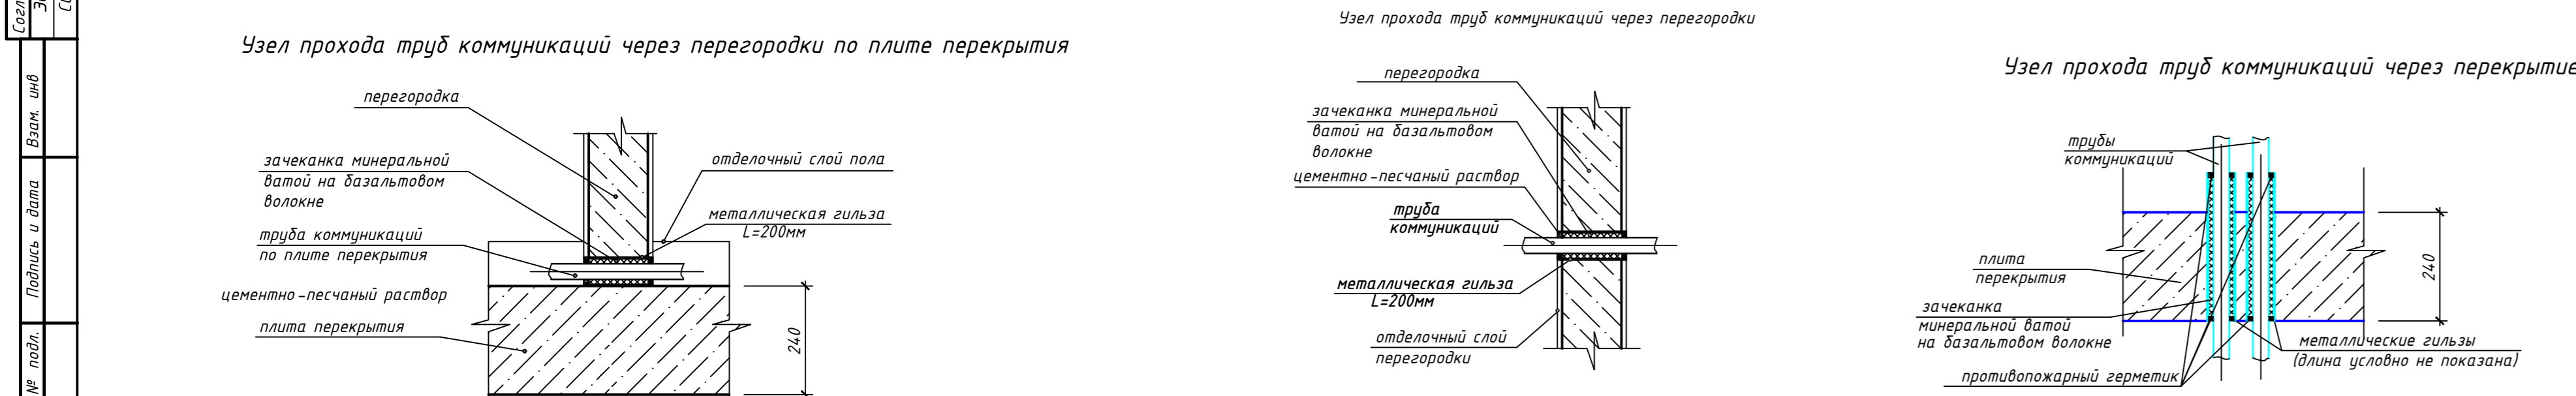 Согл
Взам. инв
Подпись и дата
№ подл.
Узел прохода труб коммуникаций через перегородки по плите перекрытия
перегородка
зачеканка минеральной
ватой на базальтовом
волокне
труба коммуникаций
по плите перекрытия
цементно-песчаный раствор
плита перекрытия
отделочный слой пола
металлическая гильза
L=200мм
240
Узел прохода труб коммуникаций через перегородки
перегородка
зачеканка минеральной
ватой на базальтовом
волокне
цементно-песчаный раствор
труба
коммуникаций
металлическая гильза
L=200мм
отделочный слой
перегородки
Узел прохода труб коммуникаций через перекрытие
трубы
коммуникаций
плита
перекрытия
зачеканка
минеральной ватой
на базальтовом волокне
противопожарный герметик
металлические гильзы
(длина условно не показана)
240